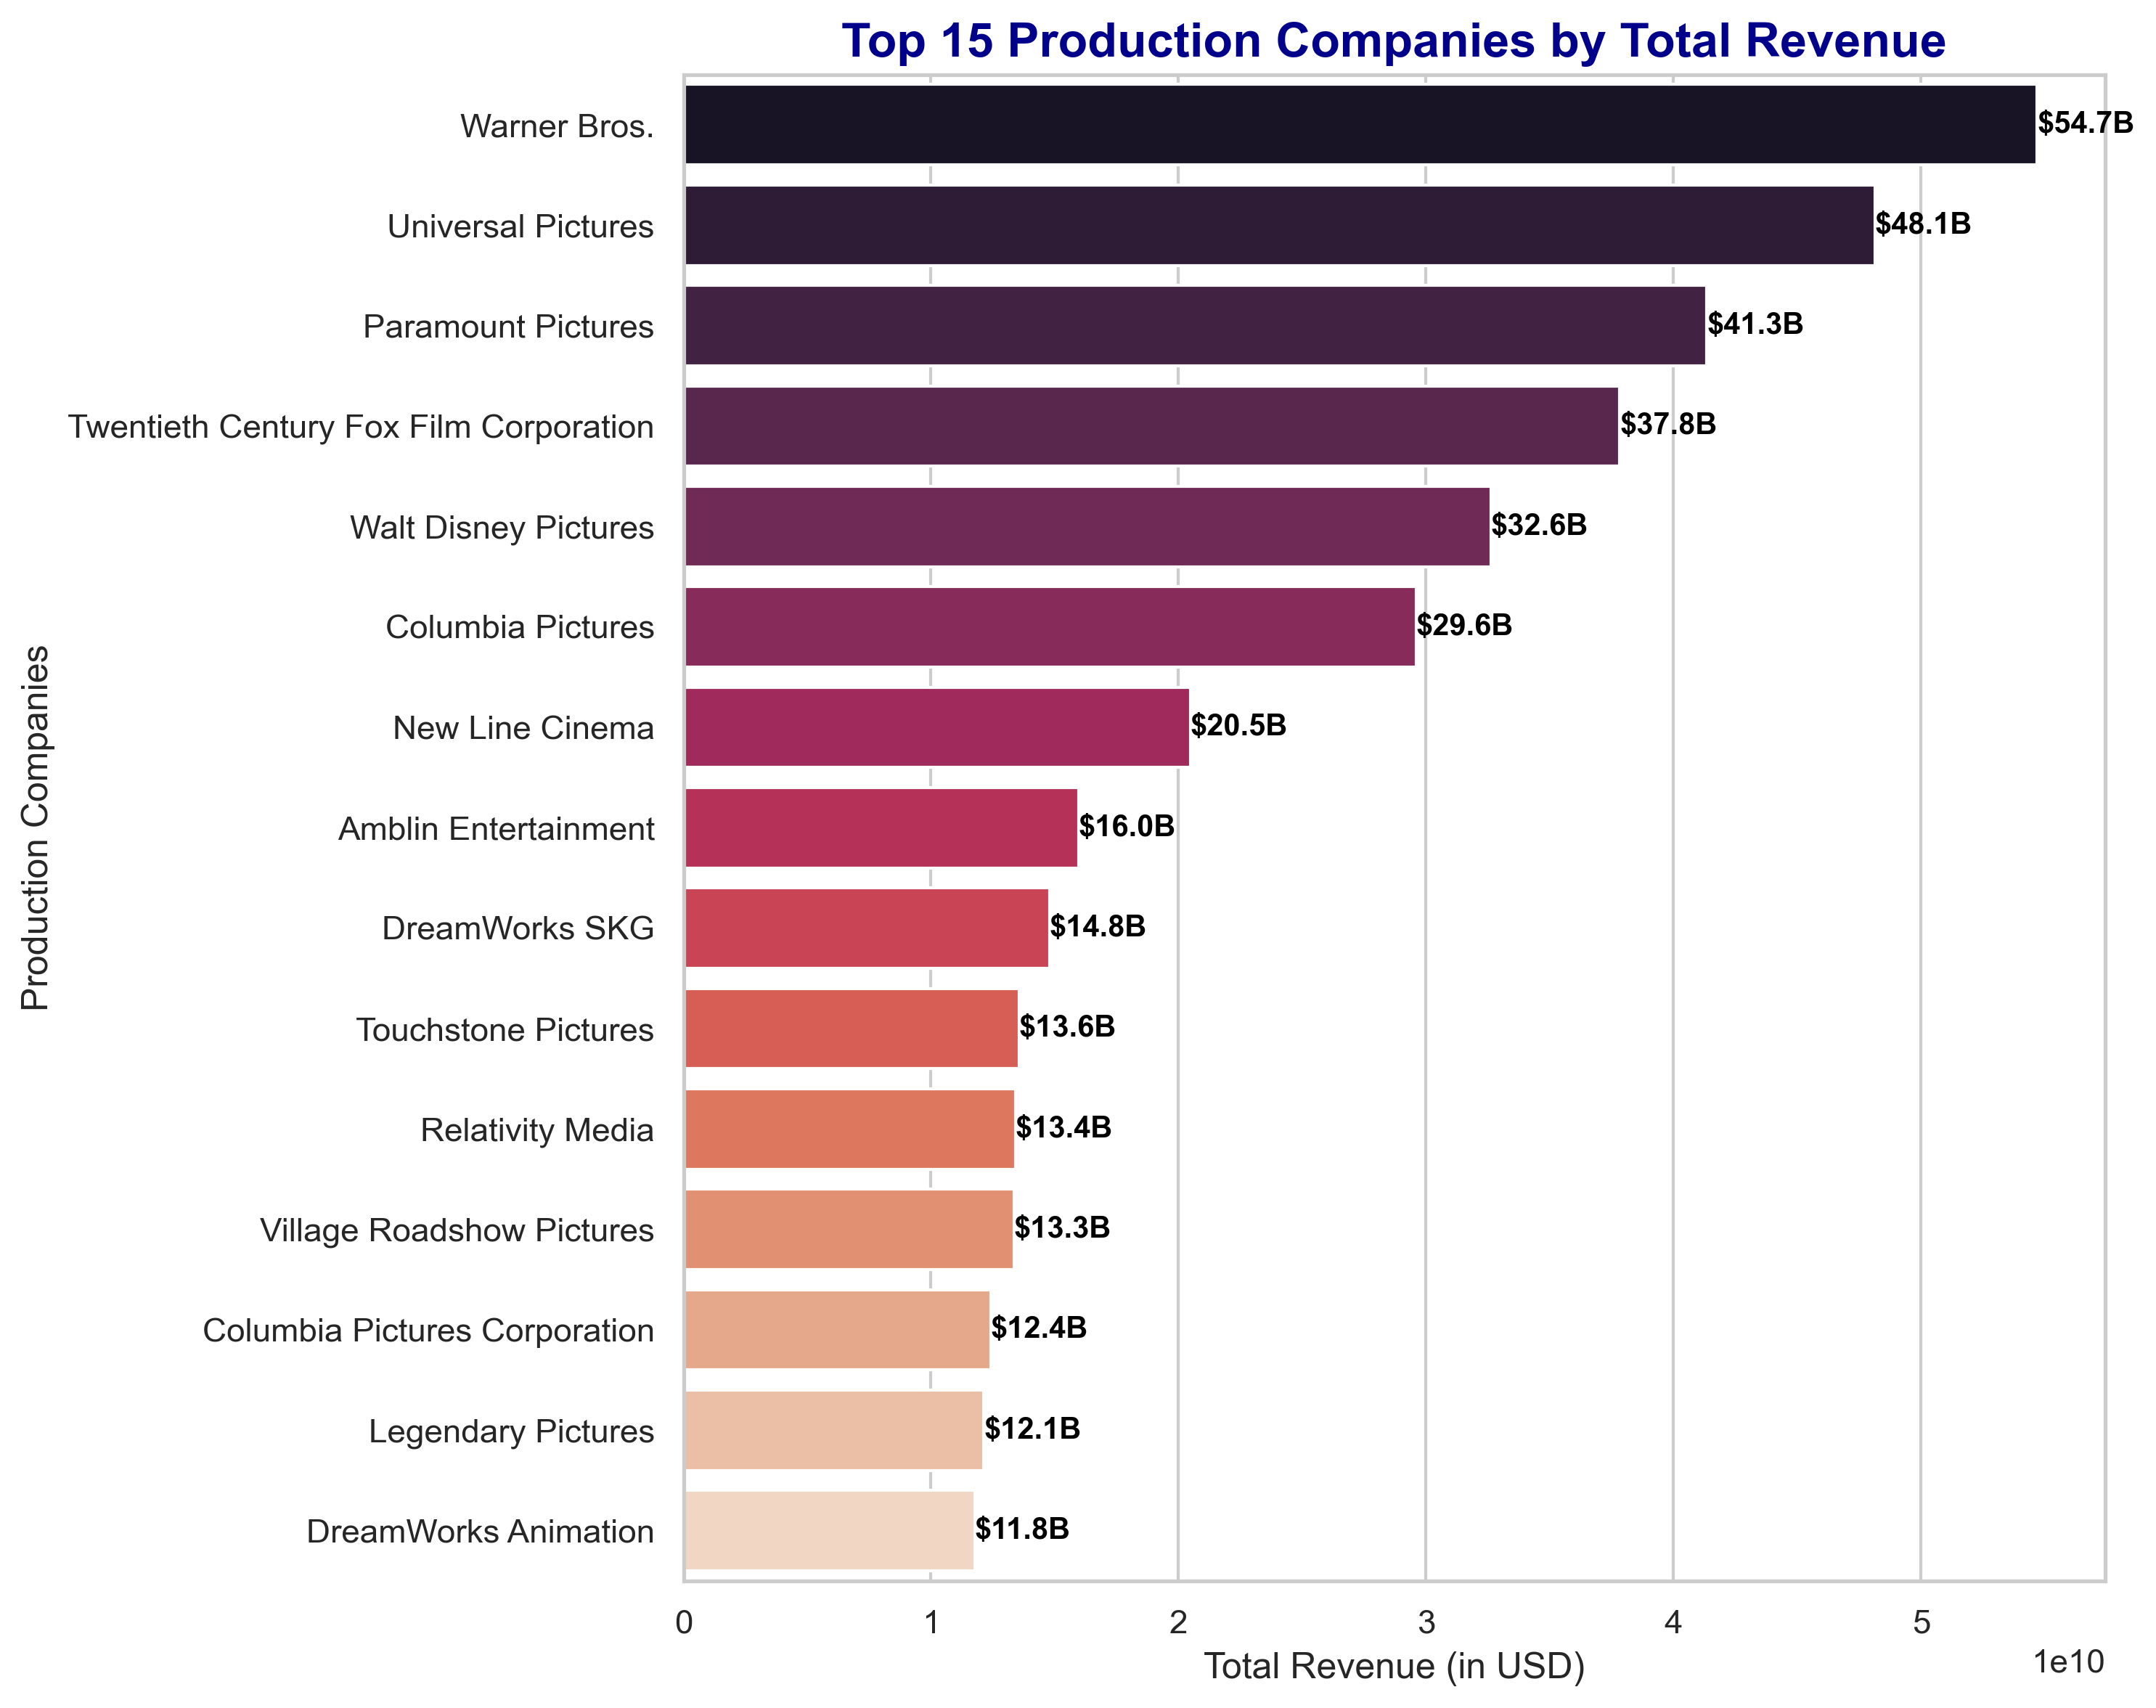 Top 15 Production Companies by Total Revenue
Warner Bros. $54.7B
Universal Pictures $48.1B
Paramount Pictures $41.3B
Twentieth Century Fox Film Corporation $37.8B
Walt Disney Pictures $32.6B
Columbia Pictures $29.6B
New Line Cinema $20.5B
Amblin Entertainment $16.0B
DreamWorks SKG $14.8B
Touchstone Pictures $13.6B
Relativity Media $13.4B
Village Roadshow Pictures $13.3B
Columbia Pictures Corporation $12.4B
Legendary Pictures $12.1B
DreamWorks Animation $11.8B
Production Companies
0 1 2 3 4 5
1e10
Total Revenue (in USD)